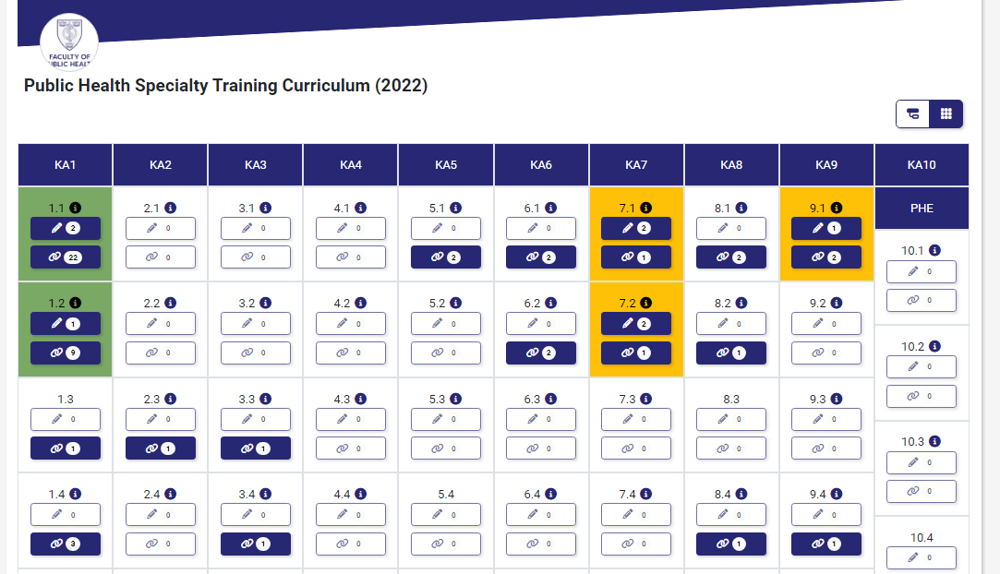 FACULTY OF
PUBLIC HEALT
Public Health Specialty Training Curriculum (2022)
KA1 KA2 KA3 KA4 KA5 KA6 KA7 KA8 KA9 KA10
1.1 2.1 3.1 4.1 5.1 6.1 7.1 8.1 9.1 PHE
2 0 0 0 0 0 2 0 1
22 0 0 0 2 2 1 2 2
10.1
0
0
1.2 2.2 3.2 4.2 5.2 6.2 7.2 8.2 9.2
1 0 0 0 0 0 2 0 0
9 0 0 0 0 2 1 1 0
10.2
0
0
1.3 2.3 3.3 4.3 5.3 6.3 7.3 8.3 9.3
0 0 0 0 0 0 0 0 0
1 1 1 0 0 0 0 0 0
10.3
0
0
1.4 2.4 3.4 4.4 5.4 6.4 7.4 8.4 9.4
0 0 0 0 0 0 0 0 0
3 0 1 0 0 0 0 1 1
10.4
0